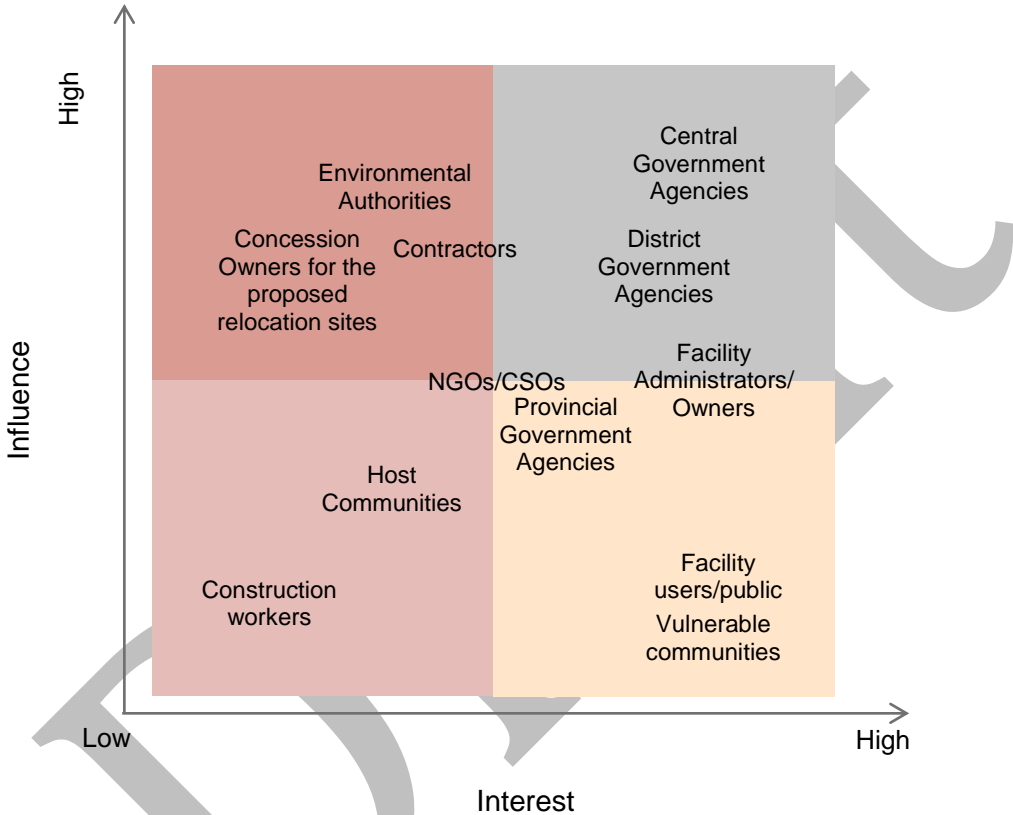 High
Central
Government
Agencies
Environmental
Authorities
District
Government
Agencies
Concession
Owners for the
proposed
relocation sites
Contractors
Influence
Facility
Administrators/
Owners
NGOs/CSOs
Provincial
Government
Agencies
Host
Communities
Facility
users/public
Construction
workers
Vulnerable
communities
Low
High
Interest